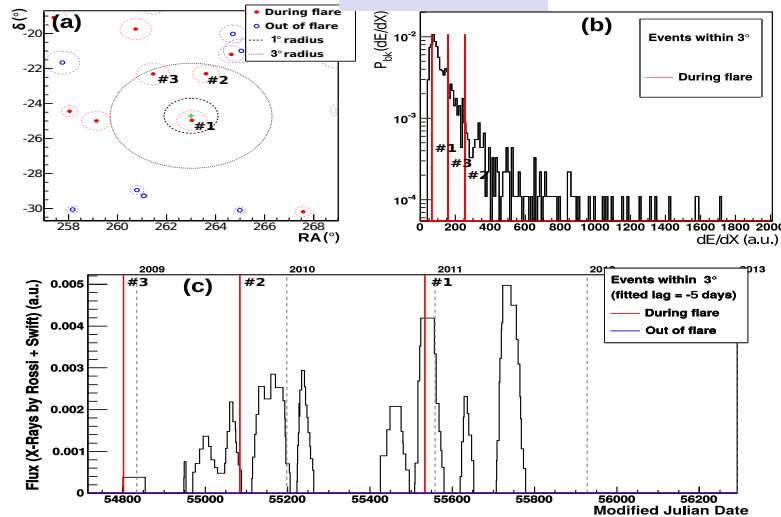 (a)
During flare
Out of flare
1° radius
3° radius
δ(°)
−20
−22
−24
−26
−28
−30
#3
#2
#1
258
260
262
264
266
268
RA(°)
(b)
Events within 3°
During flare
P_bk(dE/dX)
10⁻²
10⁻³
10⁻⁴
#1
#3
#2
0
200
400
600
800
1000
1200
1400
1600
1800
2000
dE/dX (a.u.)
2009
2010
2011
2013
#3
(c)
#2
#1
Events within 3°
(fitted lag = -5 days)
During flare
Out of flare
Flux (X-Rays by Rossi + Swift) (a.u.)
0.005
0.004
0.003
0.002
0.001
0
54800
55000
55200
55400
55600
55800
56000
56200
Modified Julian Date